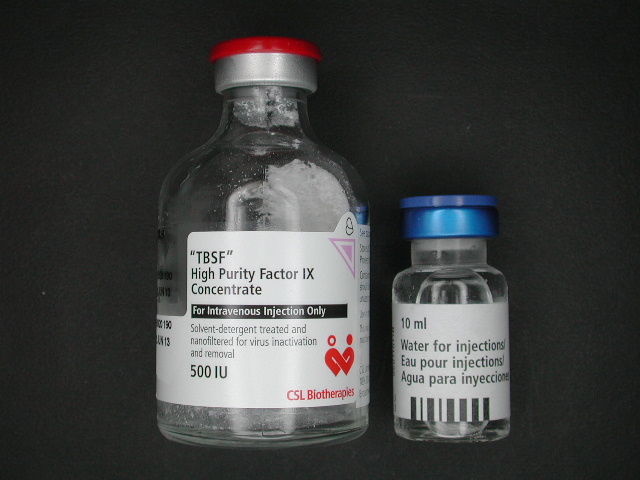 "TBSF"
High Purity Factor IX
Concentrate
For Intravenous Injection Only
Solvent-detergent treated and
nanofiltered for virus inactivation
and removal
500 IU
CSL Biotherapies
10 ml
Water for injections/
Eau pour injections/
Agua para inyecciones